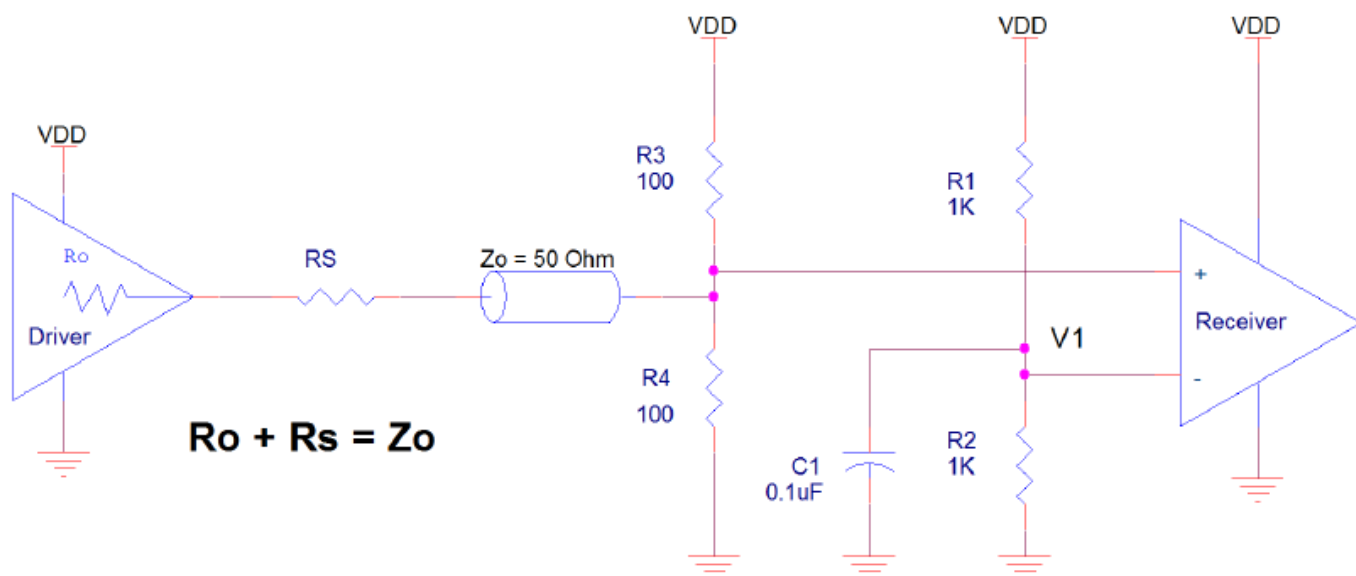 VDD
VDD
VDD
VDD
R3
100
R1
1K
Ro
RS
Zo = 50 Ohm
+
Driver
Receiver
V1
-
R4
100
Ro + Rs = Zo
R2
1K
C1
0.1uF